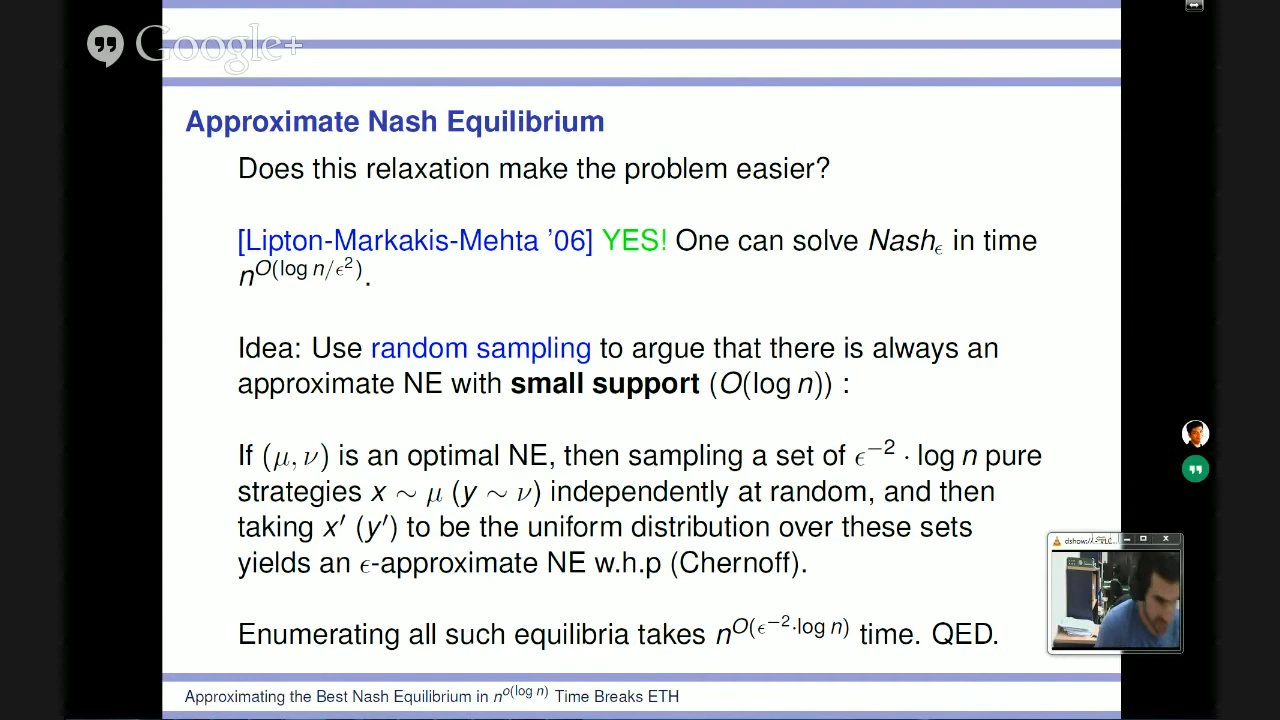 Google+
Approximate Nash Equilibrium
Does this relaxation make the problem easier?
[Lipton-Markakis-Mehta '06] YES! One can solve Nash_ϵ in time
n^{O(log n/ϵ^2)}.
Idea: Use random sampling to argue that there is always an
approximate NE with small support (O(log n)) :
If (μ, ν) is an optimal NE, then sampling a set of ϵ^{−2} · log n pure
strategies x ∼ μ (y ∼ ν) independently at random, and then
taking x′ (y′) to be the uniform distribution over these sets
yields an ϵ-approximate NE w.h.p (Chernoff).
dshow://
Enumerating all such equilibria takes n^{O(ϵ^{−2}·log n)} time. QED.
Approximating the Best Nash Equilibrium in n^{o(log n)} Time Breaks ETH